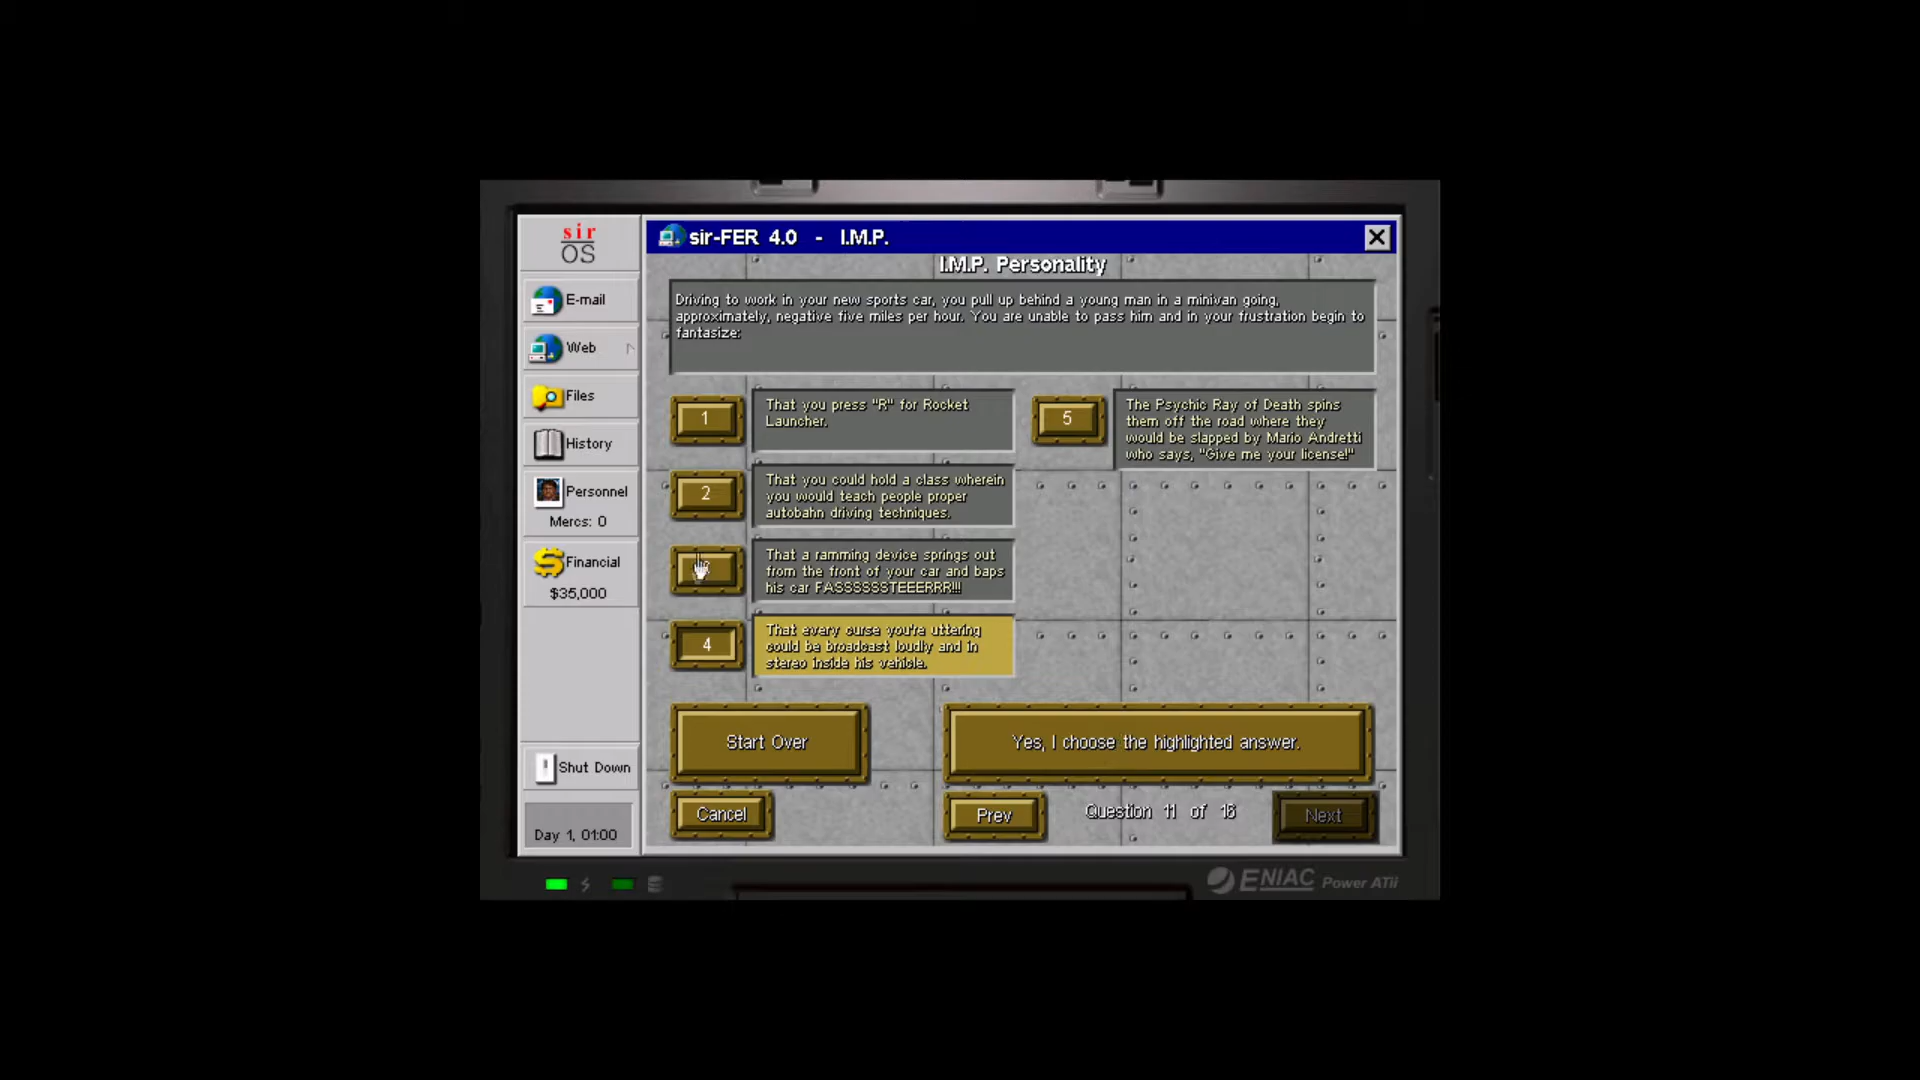 sir
OS
E-mail
Web
Files
History
Personnel
Mercs: 0
Financial
$35,000
Shut Down
Day 1, 01:00
sir-FER 4.0 - I.M.P.
I.M.P. Personality
Driving to work in your new sports car, you pull up behind a young man in a minivan going,
approximately, negative five miles per hour. You are unable to pass him and in your frustration begin to
fantasize:
1
That you press "R" for Rocket
Launcher.
2
That you could hold a class wherein
you would teach people proper
autobahn driving techniques.
That a ramming device springs out
from the front of your car and baps
his car FASSSSSSTEEERRR!!!
4
That every curse you're uttering
could be broadcast loudly and in
stereo inside his vehicle.
5
The Psychic Ray of Death spins
them off the road where they
would be slapped by Mario Andretti
who says, "Give me your license!"
Start Over
Yes, I choose the highlighted answer.
Cancel
Prev
Question 11 of 16
Next
ENIAC Power ATii